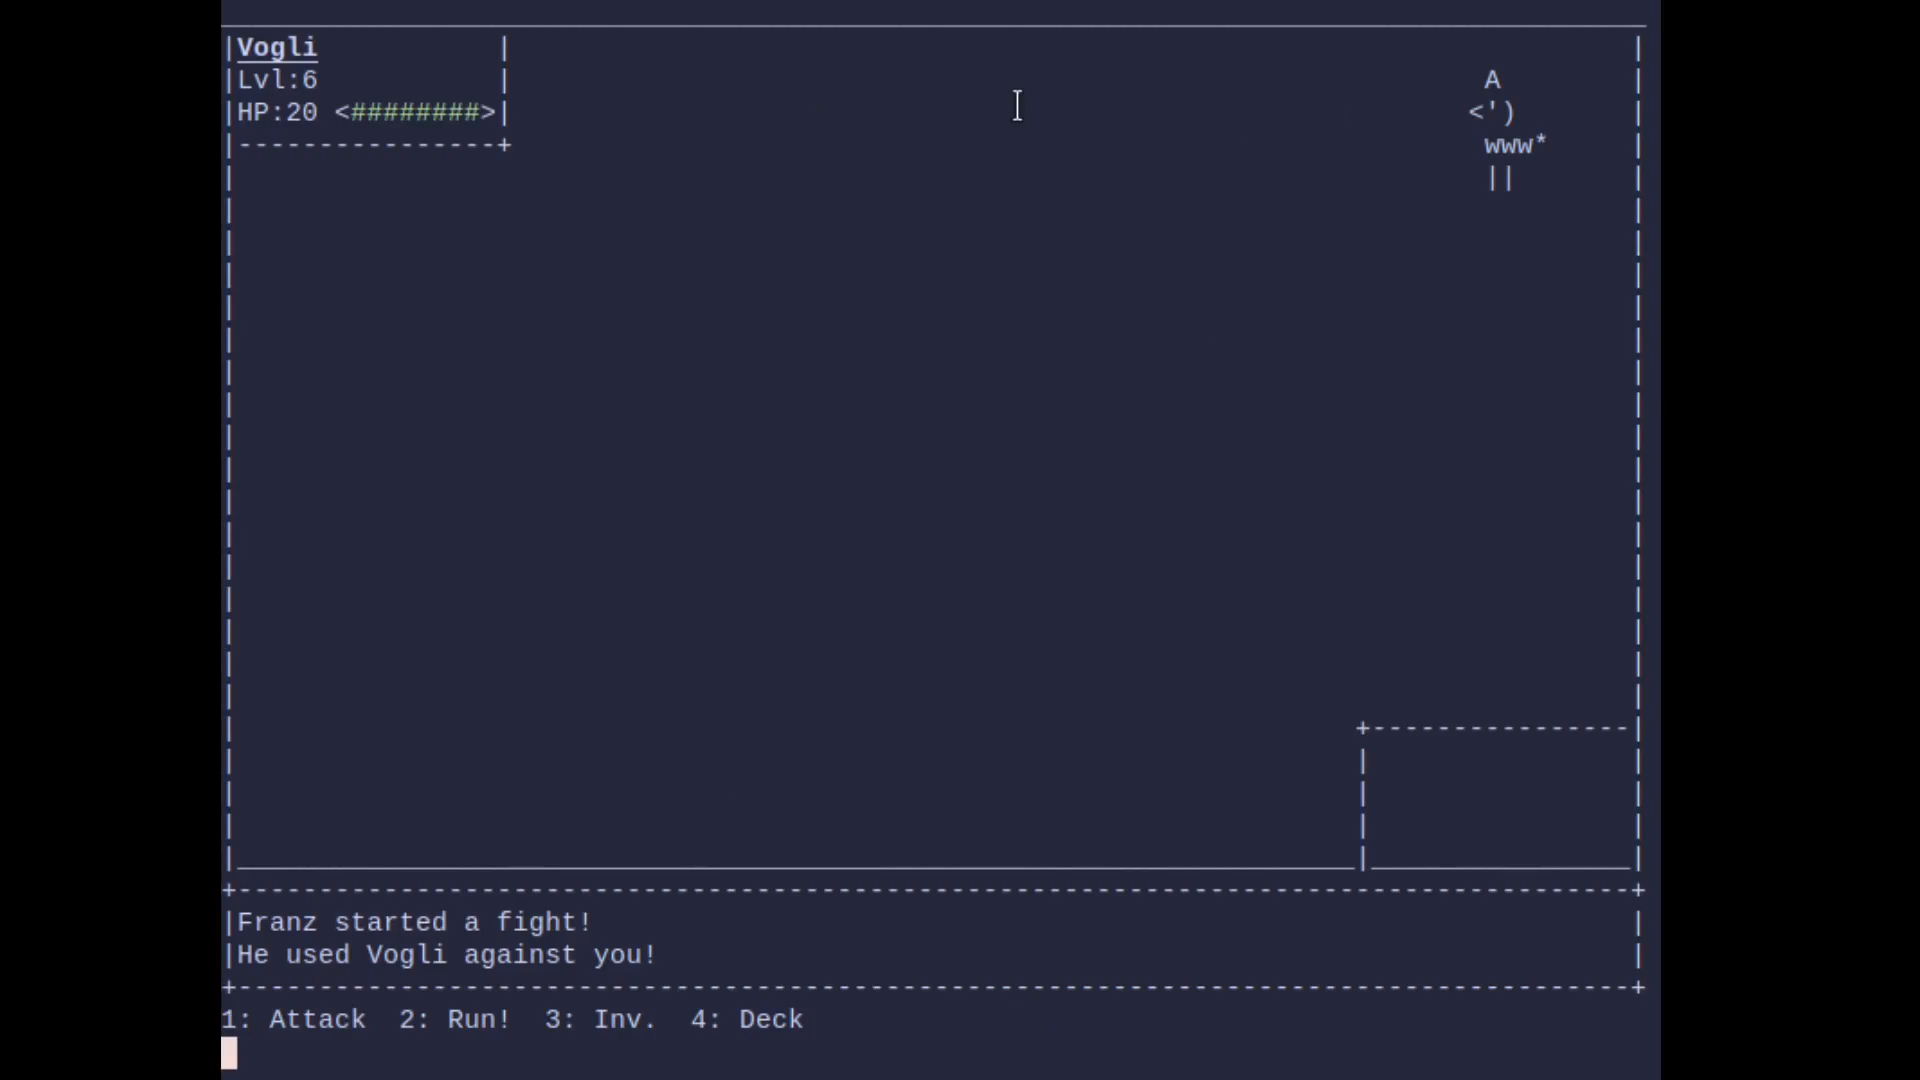 Vogli
Lvl:6
HP:20 <########>
A
<')
www*
||
Franz started a fight!
He used Vogli against you!
1: Attack  2: Run!  3: Inv.  4: Deck